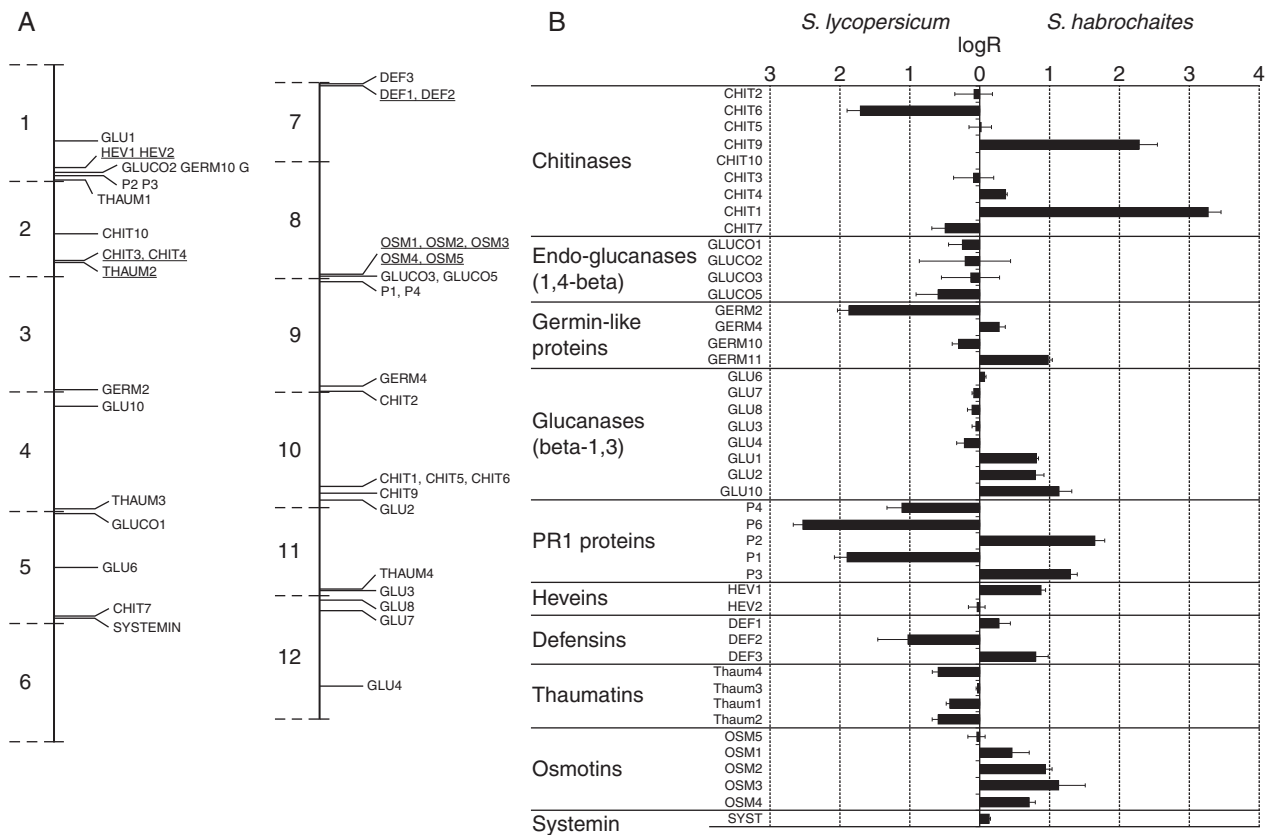 A
1
GLU1
HEV1 HEV2
GLUCO2 GERM10 G
P2 P3
THAUM1
2
CHIT10
CHIT3, CHIT4
THAUM2
3
GERM2
GLU10
4
THAUM3
GLUCO1
5
GLU6
CHIT7
SYSTEMIN
6
DEF3
DEF1, DEF2
7
8
OSM1, OSM2, OSM3
OSM4, OSM5
GLUCO3, GLUCO5
P1, P4
9
GERM4
CHIT2
10
CHIT1, CHIT5, CHIT6
CHIT9
GLU2
11
THAUM4
GLU3
GLU8
GLU7
12
GLU4
B
S. lycopersicum S. habrochaites
logR
3 2 1 0 1 2 3 4
Chitinases
CHIT2
CHIT6
CHIT5
CHIT9
CHIT10
CHIT3
CHIT4
CHIT1
CHIT7
Endo-glucanases
(1,4-beta)
GLUCO1
GLUCO2
GLUCO3
GLUCO5
Germin-like
proteins
GERM2
GERM4
GERM10
GERM11
Glucanases
(beta-1,3)
GLU6
GLU7
GLU8
GLU3
GLU4
GLU1
GLU2
GLU10
PR1 proteins
P4
P6
P2
P1
P3
Heveins
HEV1
HEV2
Defensins
DEF1
DEF2
DEF3
Thaumatins
Thaum4
Thaum3
Thaum1
Thaum2
Osmotins
OSM5
OSM1
OSM2
OSM3
OSM4
Systemin
SYST